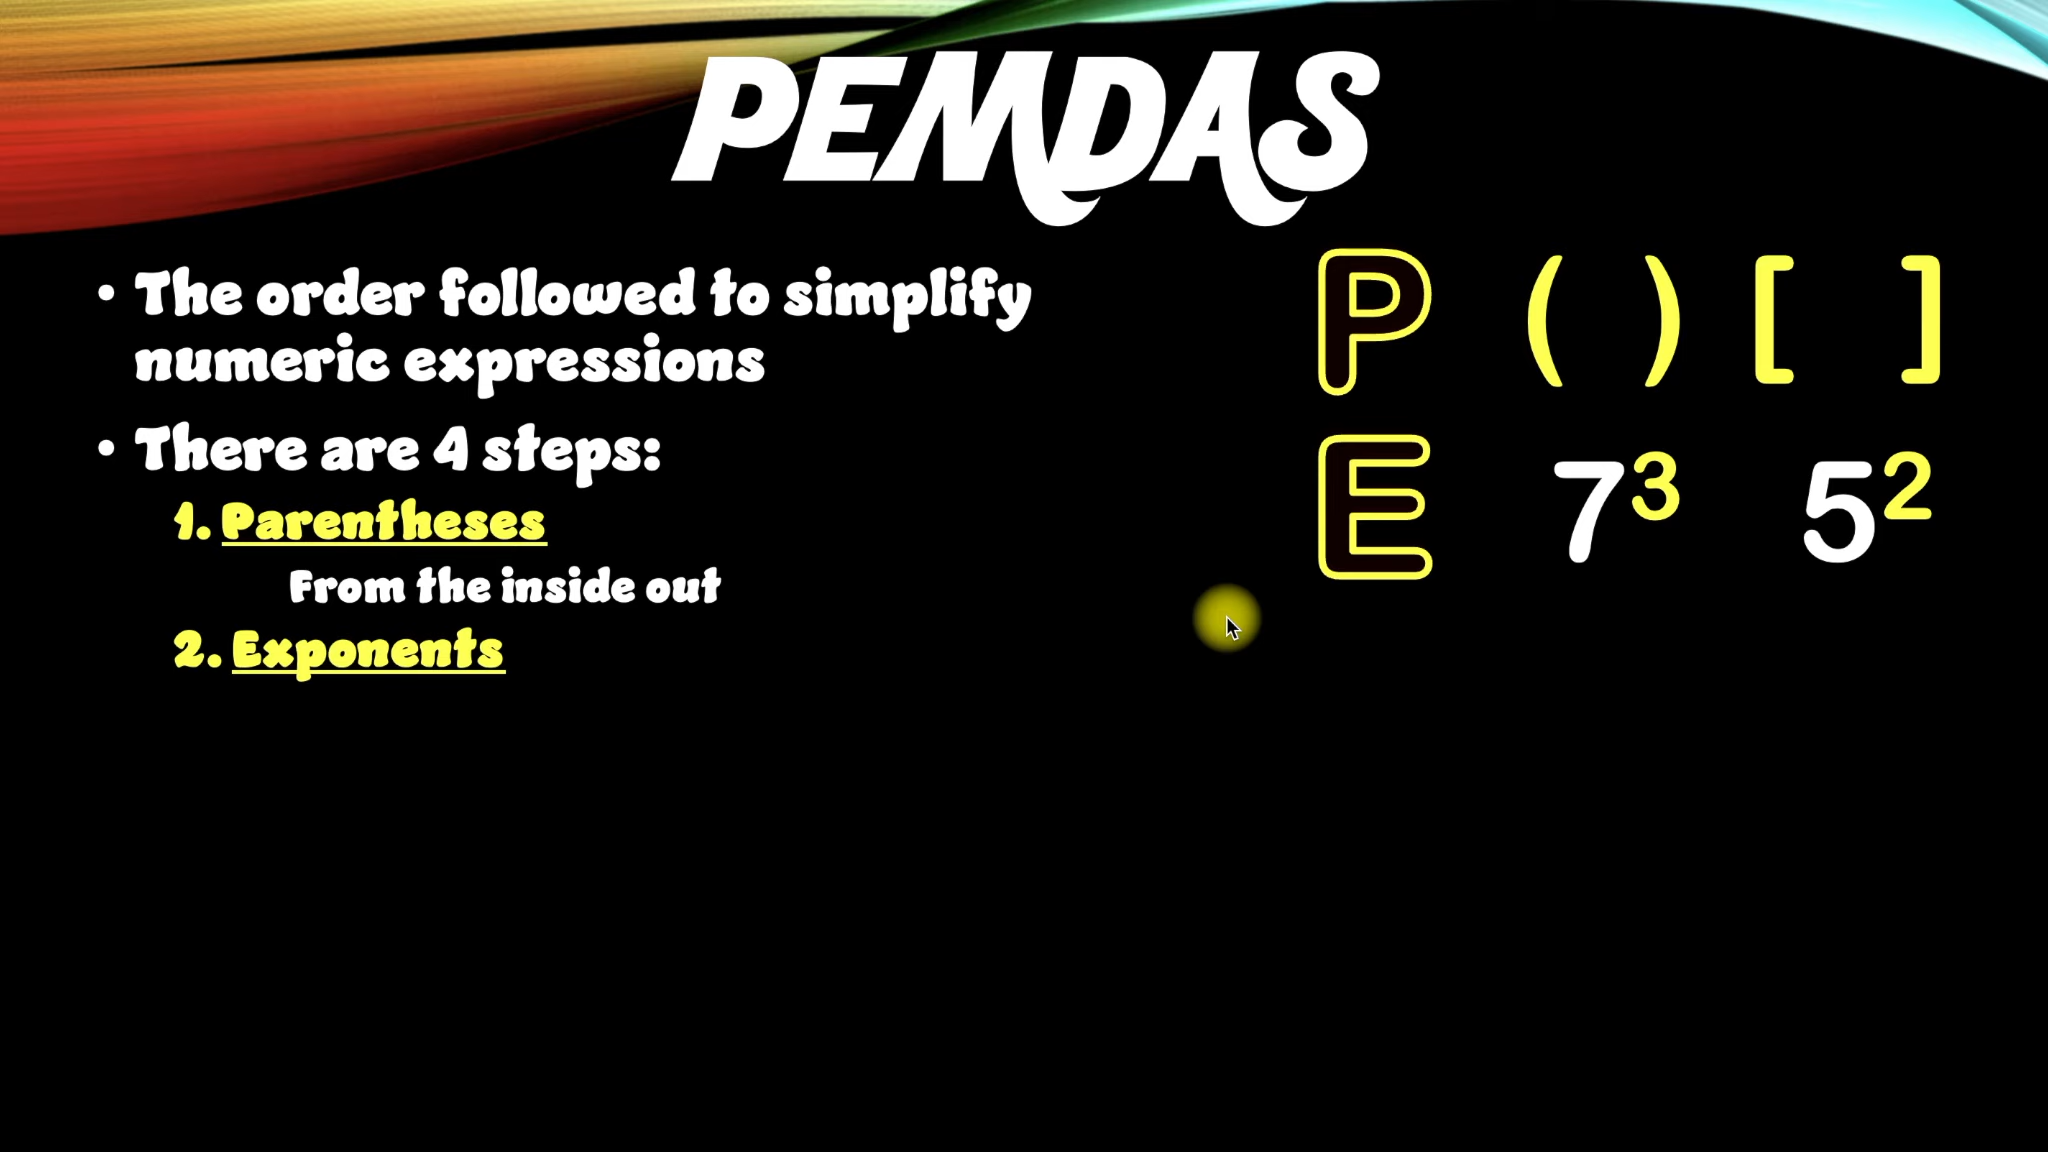 PEMDAS
• The order followed to simplify
numeric expressions
• There are 4 steps:
1. Parentheses
From the inside out
2. Exponents
P ( ) [ ]
E 7³ 5²